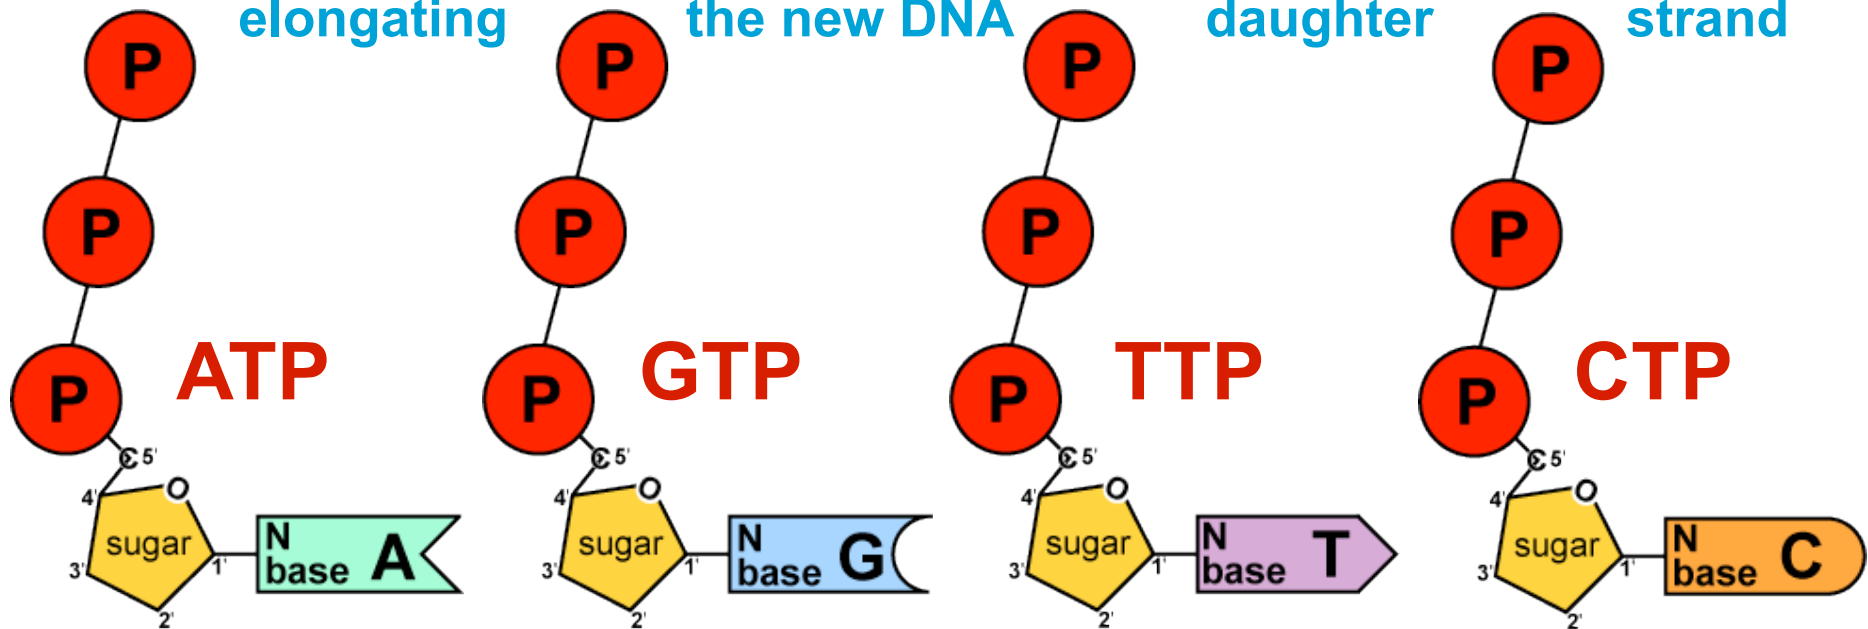 elongating the new DNA daughter strand
P P P P
P P P P
ATP GTP TTP CTP
P P P P
C 5' C 5' C 5' C 5'
4' O 4' O 4' O 4' O
sugar N base A sugar N base G sugar N base T sugar N base C
3' 1' 3' 1' 3' 1' 3' 1'
2' 2' 2' 2'